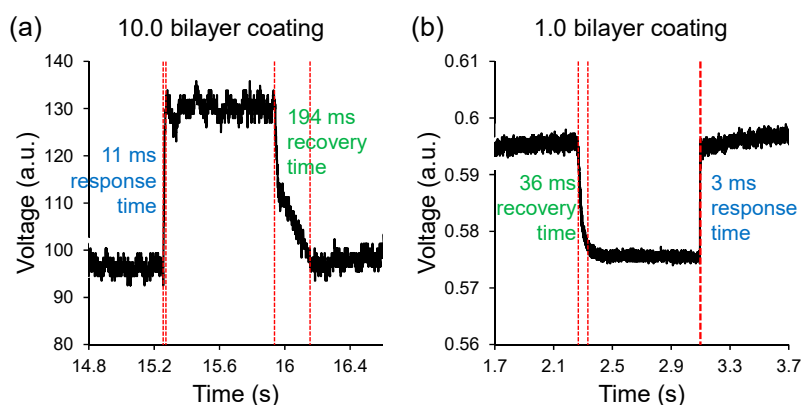 (a) 10.0 bilayer coating
140
130
120
110
100
90
80
Voltage (a.u.)
11 ms
response
time
194 ms
recovery
time
14.8 15.2 15.6 16 16.4
Time (s)
(b) 1.0 bilayer coating
0.6
0.59
0.58
0.57
0.56
Voltage (a.u.)
36 ms
recovery
time
3 ms
response
time
1.7 2.1 2.5 2.9 3.3 3.7
Time (s)